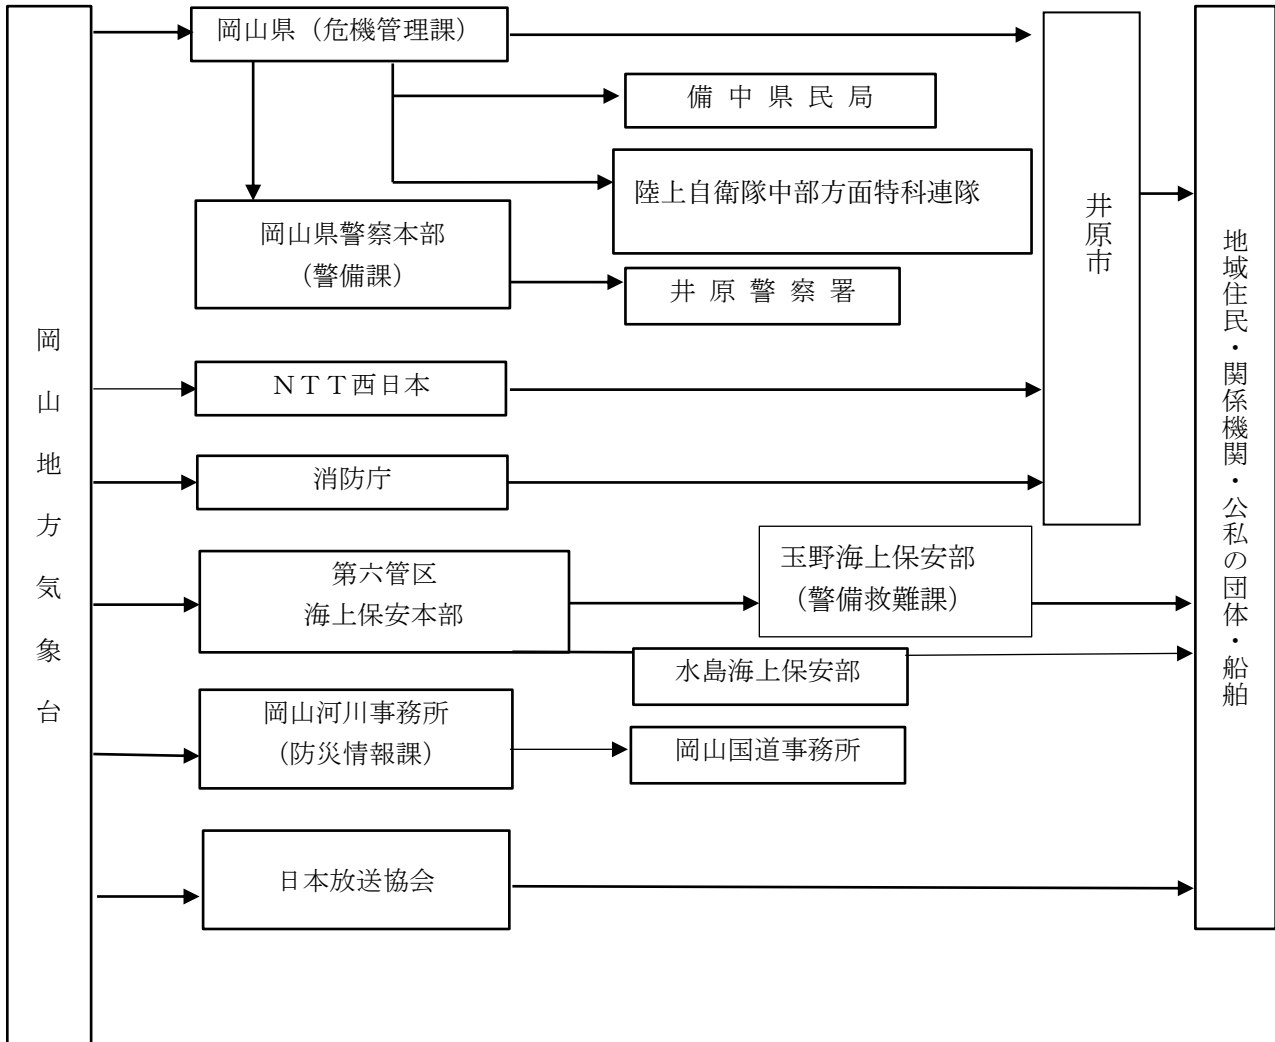 岡山地方気象台
岡山県（危機管理課）
備中県民局
陸上自衛隊中部方面特科連隊
岡山県警察本部
（警備課）
井原警察署
ＮＴＴ西日本
消防庁
第六管区
海上保安本部
玉野海上保安部
（警備救難課）
水島海上保安部
岡山河川事務所
（防災情報課）
岡山国道事務所
日本放送協会
井原市
地域住民・関係機関・公私の団体・船舶